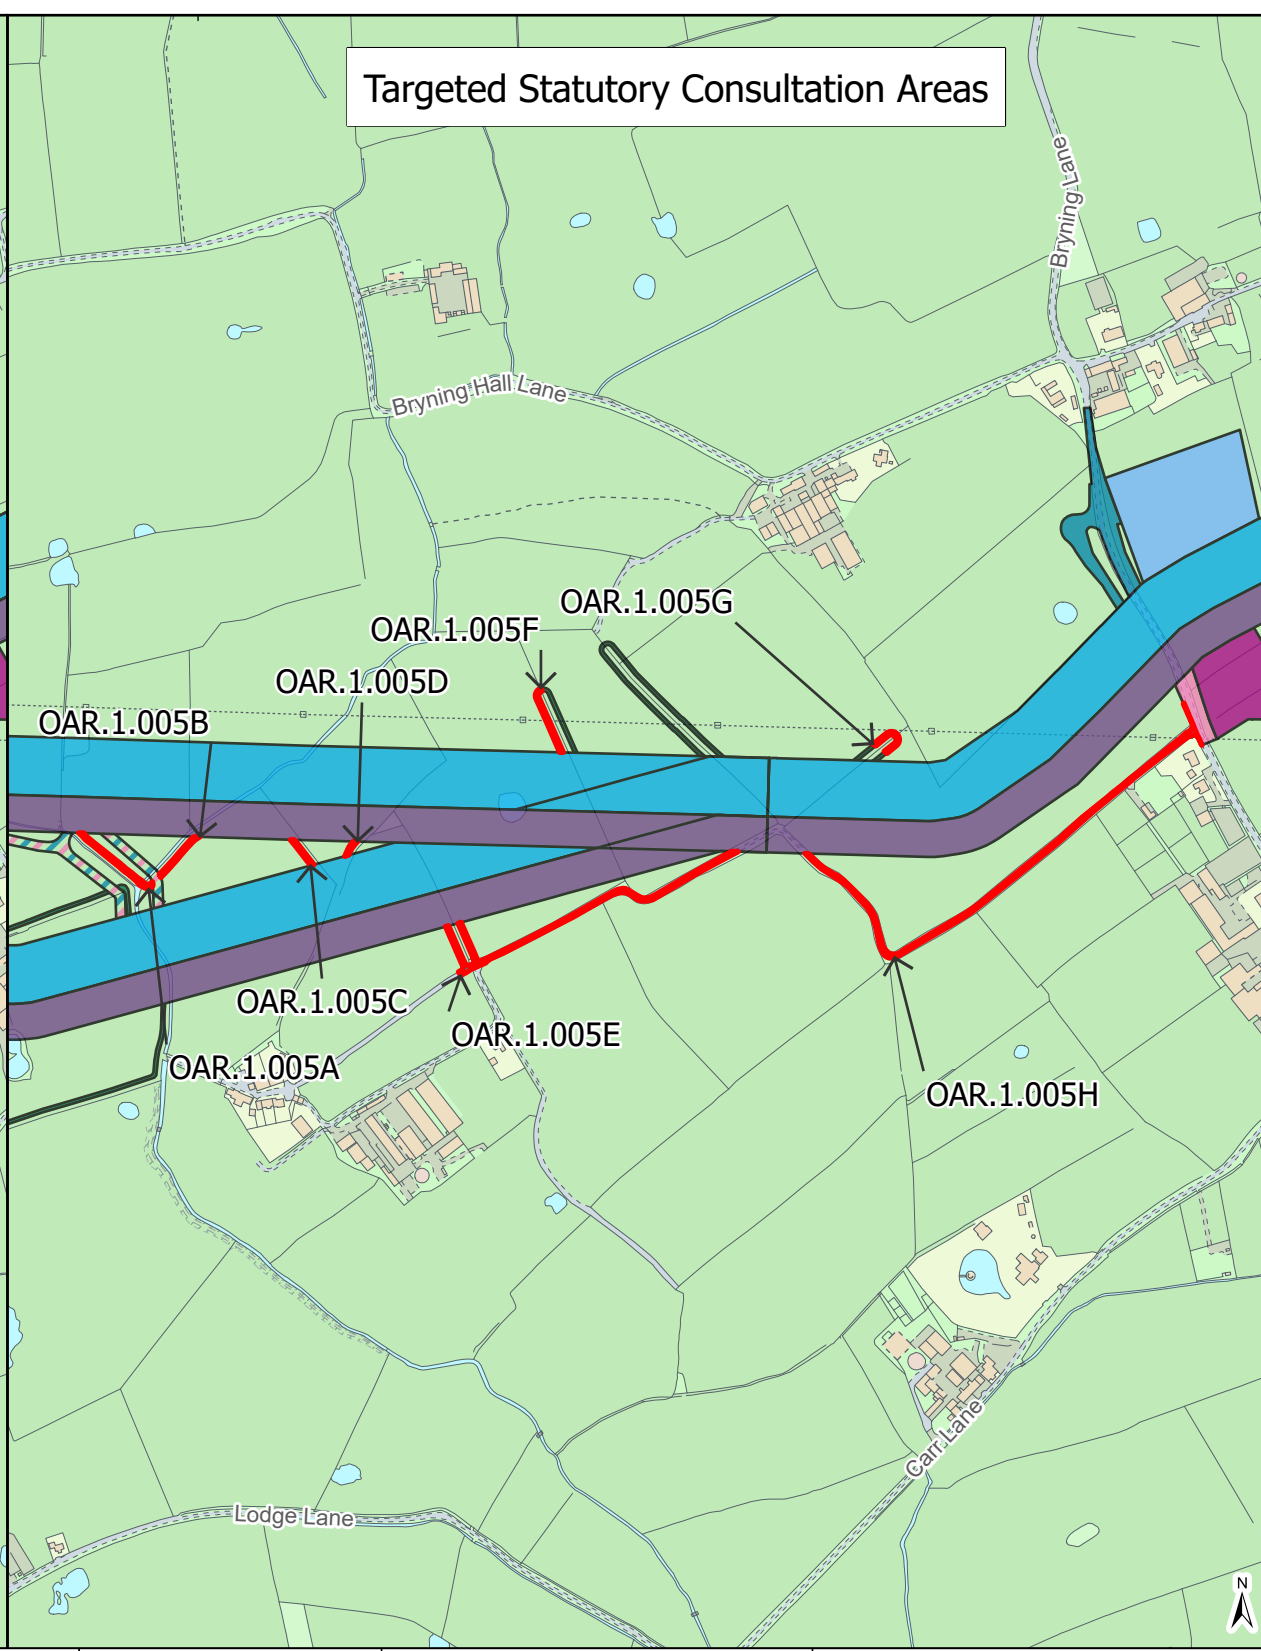 Targeted Statutory Consultation Areas
Bryning Lane
Bryning Hall Lane
OAR.1.005G
OAR.1.005F
OAR.1.005D
OAR.1.005B
OAR.1.005C
OAR.1.005E
OAR.1.005A
OAR.1.005H
Carr Lane
Lodge Lane
N